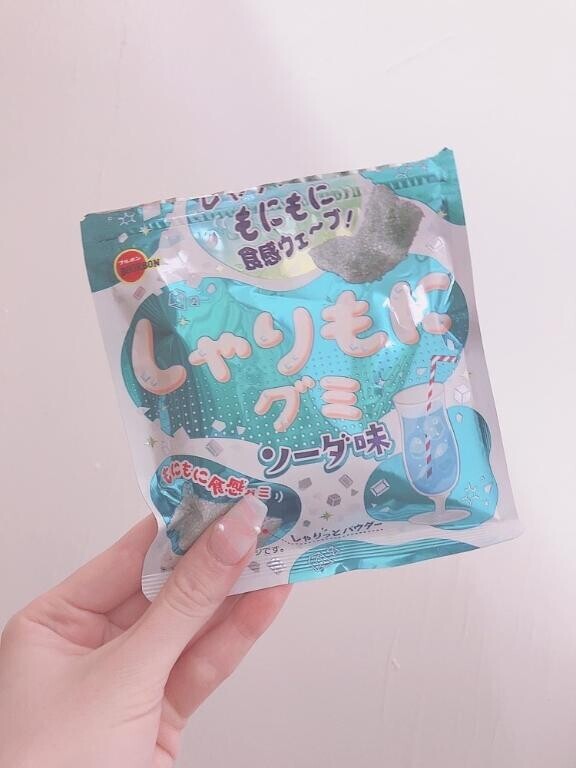 もにもに
食感ウェ〜ブ!
ブルボン
BOURBON
しゃりもに
グミ
ソーダ味
もにもに食感グミ
しゃりっとパウダー
です。